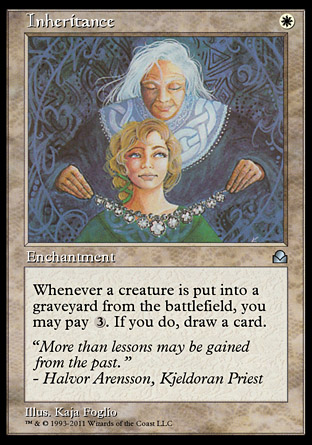 Inheritance
Enchantment
Whenever a creature is put into a
graveyard from the battlefield, you
may pay 3. If you do, draw a card.
“More than lessons may be gained
from the past.”
- Halvor Arensson, Kjeldoran Priest
Illus. Kaja Foglio
™ & © 1993-2011 Wizards of the Coast LLC